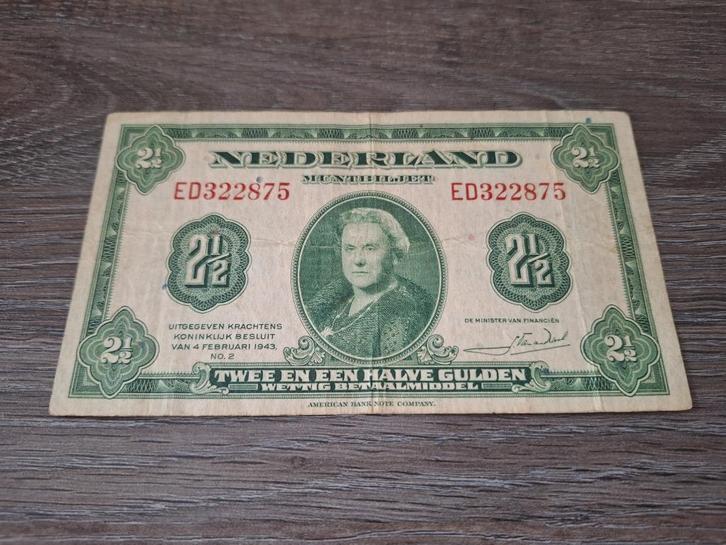 2½ 2½
NEDERLAND
MUNTBILJET
ED322875 ED322875
2½ 2½
UITGEGEVEN KRACHTENS
KONINKLIJK BESLUIT
VAN 4 FEBRUARI 1943,
NO. 2
DE MINISTER VAN FINANCIËN
2½ 2½
TWEE EN EEN HALVE GULDEN
WETTIG BETAALMIDDEL
AMERICAN BANK NOTE COMPANY.